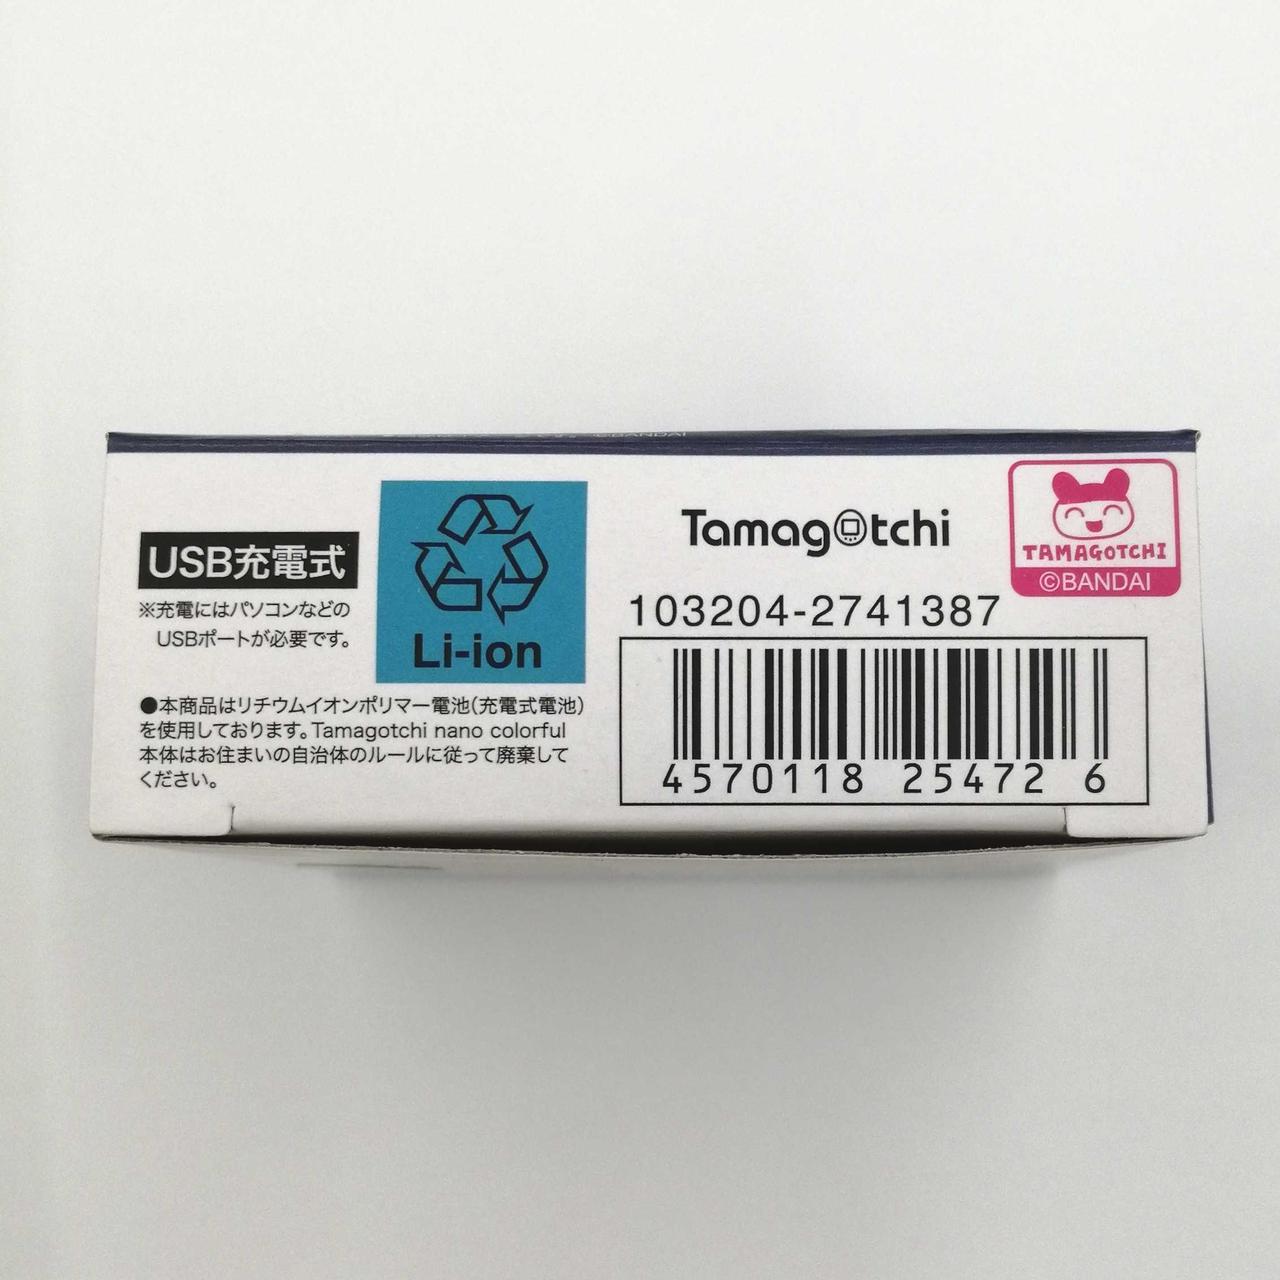 ©BANDAI
USB充電式
※充電にはパソコンなどの
USBポートが必要です。
Li-ion
●本商品はリチウムイオンポリマー電池(充電式電池)
を使用しております。Tamagotchi nano colorful
本体はお住まいの自治体のルールに従って廃棄して
ください。
Tamagotchi
TAMAGOTCHI
©BANDAI
103204-2741387
4570118 25472 6